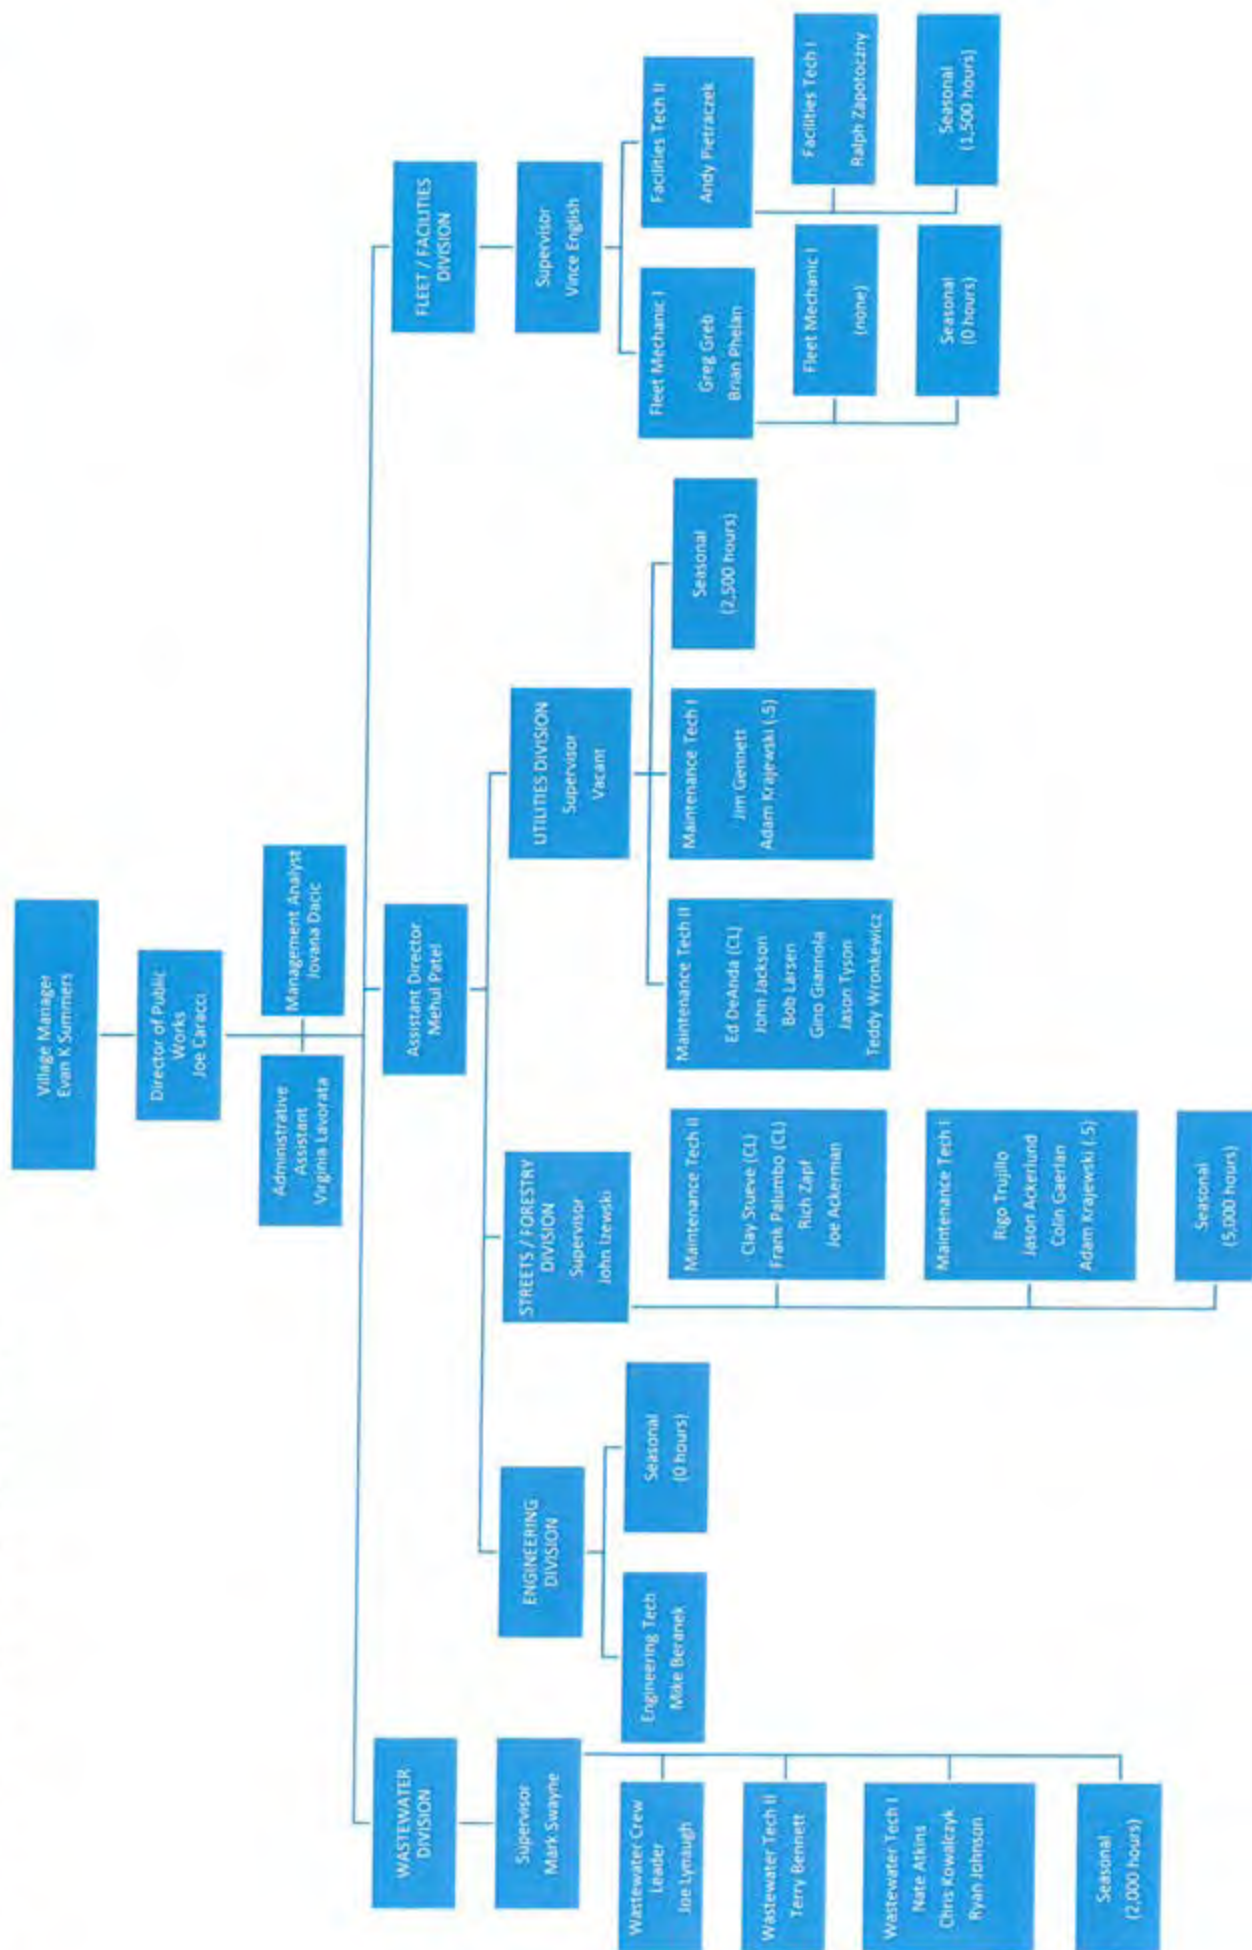 Village Manager
Evan K Summers
Director of Public
Works
Joe Caracci
Administrative
Assistant
Virginia Lavorata
Management Analyst
Jovana Dacic
WASTEWATER
DIVISION
Supervisor
Mark Swayne
Wastewater Crew
Leader
Joe Lynaugh
Wastewater Tech II
Terry Bennett
Wastewater Tech I
Nate Atkins
Chris Kowalczyk
Ryan Johnson
Seasonal
(2,000 hours)
Assistant Director
Mehul Patel
ENGINEERING
DIVISION
Engineering Tech
Mike Beranek
Seasonal
(0 hours)
STREETS / FORESTRY
DIVISION
Supervisor
John Izewski
Maintenance Tech II
Clay Stueve (CL)
Frank Palumbo (CL)
Rich Zapf
Joe Ackerman
Maintenance Tech I
Rigo Trujillo
Jason Ackerlund
Colin Gaerlan
Adam Krajewski (.5)
Seasonal
(5,000 hours)
UTILITIES DIVISION
Supervisor
Vacant
Maintenance Tech II
Ed DeAnda (CL)
John Jackson
Bob Larsen
Gino Giannola
Jason Tyson
Teddy Wronkewicz
Maintenance Tech I
Jim Gennett
Adam Krajewski (.5)
Seasonal
(2,500 hours)
FLEET / FACILITIES
DIVISION
Supervisor
Vince English
Fleet Mechanic I
Greg Greb
Brian Phelan
Fleet Mechanic I
(none)
Seasonal
(0 hours)
Facilities Tech II
Andy Pietraczek
Facilities Tech I
Ralph Zapotoczny
Seasonal
(1,500 hours)